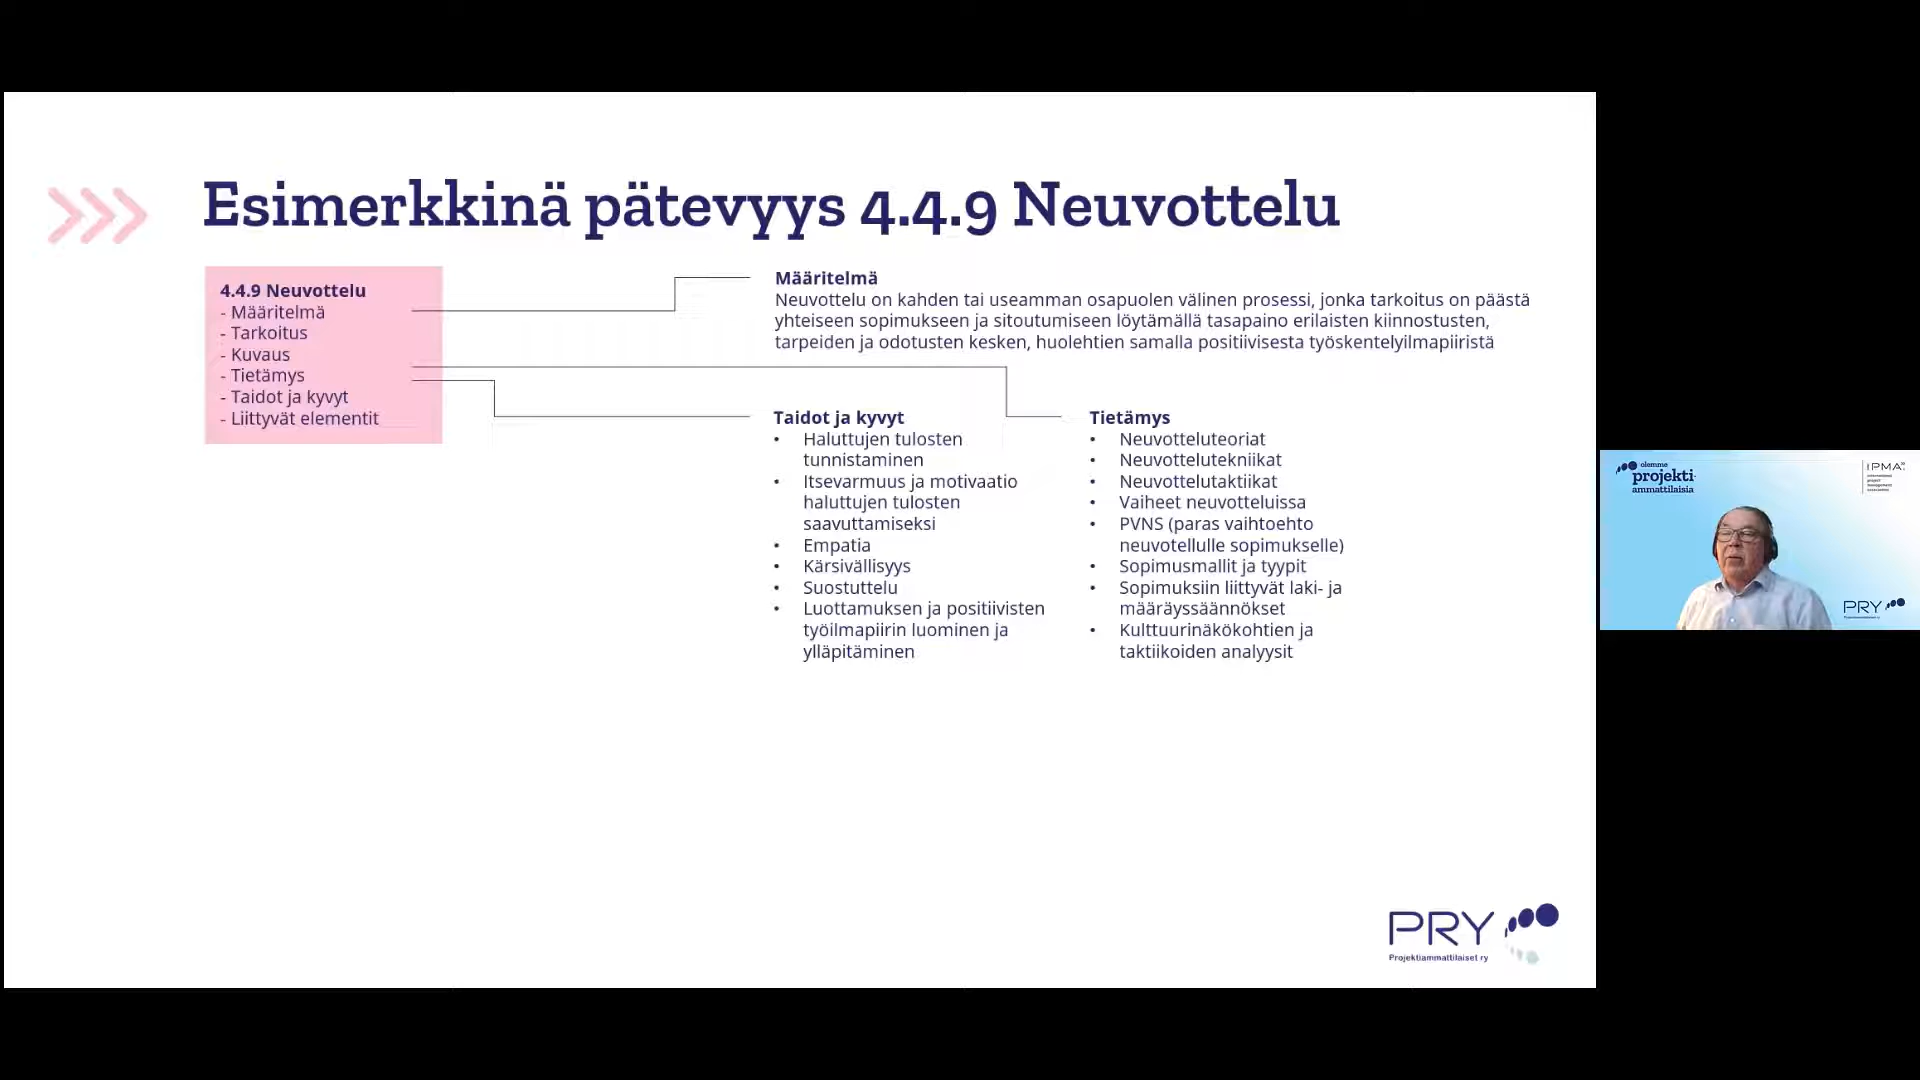 Esimerkkinä pätevyys 4.4.9 Neuvottelu
4.4.9 Neuvottelu
- Määritelmä
- Tarkoitus
- Kuvaus
- Tietämys
- Taidot ja kyvyt
- Liittyvät elementit
Määritelmä
Neuvottelu on kahden tai useamman osapuolen välinen prosessi, jonka tarkoitus on päästä
yhteiseen sopimukseen ja sitoutumiseen löytämällä tasapaino erilaisten kiinnostusten,
tarpeiden ja odotusten kesken, huolehtien samalla positiivisesta työskentelyilmapiiristä
Taidot ja kyvyt
• Haluttujen tulosten
tunnistaminen
• Itsevarmuus ja motivaatio
haluttujen tulosten
saavuttamiseksi
• Empatia
• Kärsivällisyys
• Suostuttelu
• Luottamuksen ja positiivisten
työilmapiirin luominen ja
ylläpitäminen
Tietämys
• Neuvotteluteoriat
• Neuvottelutekniikat
• Neuvottelutaktiikat
• Vaiheet neuvotteluissa
• PVNS (paras vaihtoehto
neuvotellulle sopimukselle)
• Sopimusmallit ja tyypit
• Sopimuksiin liittyvät laki- ja
määräyssäännökset
• Kulttuurinäkökohtien ja
taktiikoiden analyysit
PRY
Projektiammattilaiset ry
olemme
projekti-
ammattilaisia
IPMA
PRY